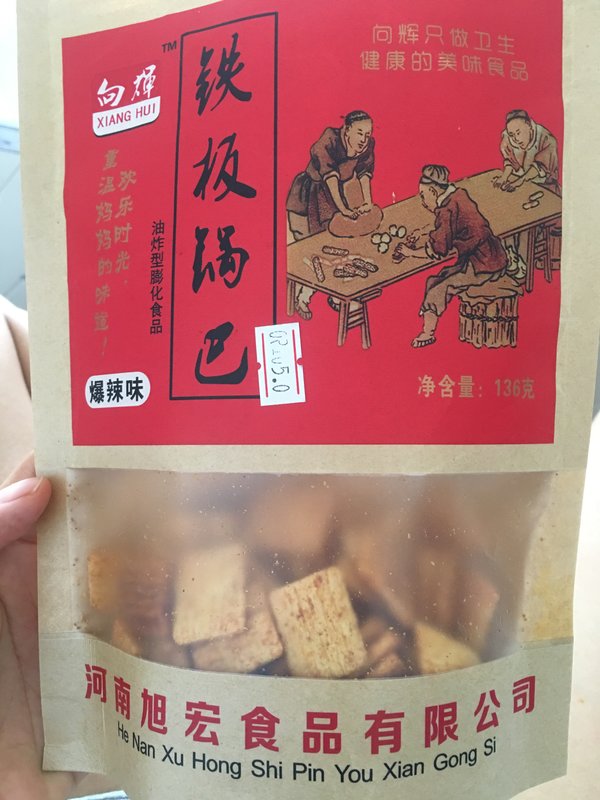 向辉只做卫生
健康的美味食品
TM
向辉
XIANG HUI
铁板锅巴
欢乐时光，
重温妈妈的味道！
油炸型膨化食品
爆辣味
5.0
净含量：136克
河南旭宏食品有限公司
He Nan Xu Hong Shi Pin You Xian Gong Si